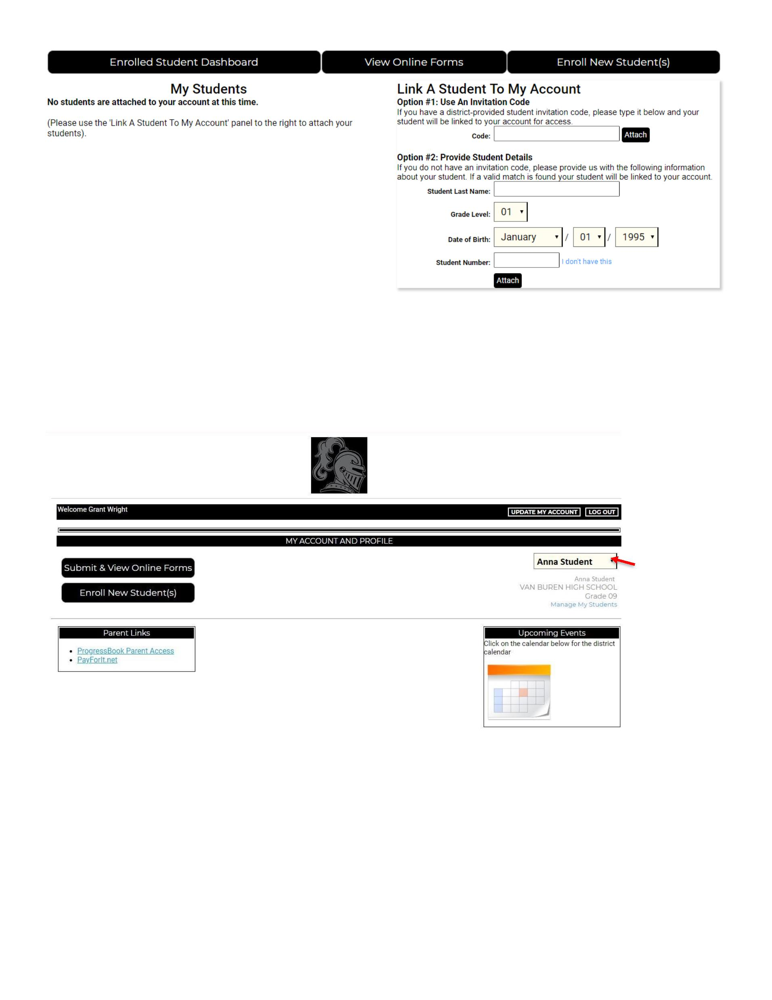 Enrolled Student Dashboard
View Online Forms
Enroll New Student(s)
My Students
No students are attached to your account at this time.
(Please use the 'Link A Student To My Account' panel to the right to attach your
students).
Link A Student To My Account
Option #1: Use An Invitation Code
If you have a district-provided student invitation code, please type it below and your
student will be linked to your account for access.
Code:
Attach
Option #2: Provide Student Details
If you do not have an invitation code, please provide us with the following information
about your student. If a valid match is found your student will be linked to your account.
Student Last Name:
Grade Level: 01
Date of Birth: January / 01 / 1995
Student Number: I don't have this
Attach
Welcome Grant Wright
UPDATE MY ACCOUNT
LOG OUT
MY ACCOUNT AND PROFILE
Submit & View Online Forms
Enroll New Student(s)
Anna Student
Anna Student
VAN BUREN HIGH SCHOOL
Grade 09
Manage My Students
Parent Links
• ProgressBook Parent Access
• PayForIt.net
Upcoming Events
Click on the calendar below for the district
calendar